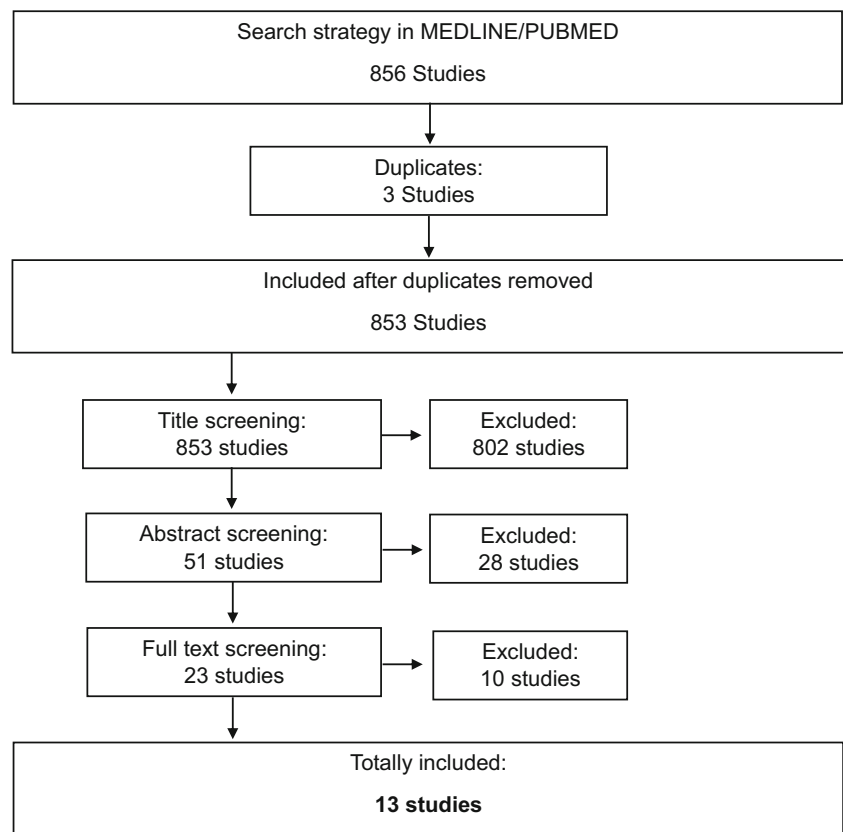 Search strategy in MEDLINE/PUBMED
856 Studies
Duplicates:
3 Studies
Included after duplicates removed
853 Studies
Title screening:
853 studies
Excluded:
802 studies
Abstract screening:
51 studies
Excluded:
28 studies
Full text screening:
23 studies
Excluded:
10 studies
Totally included:
13 studies